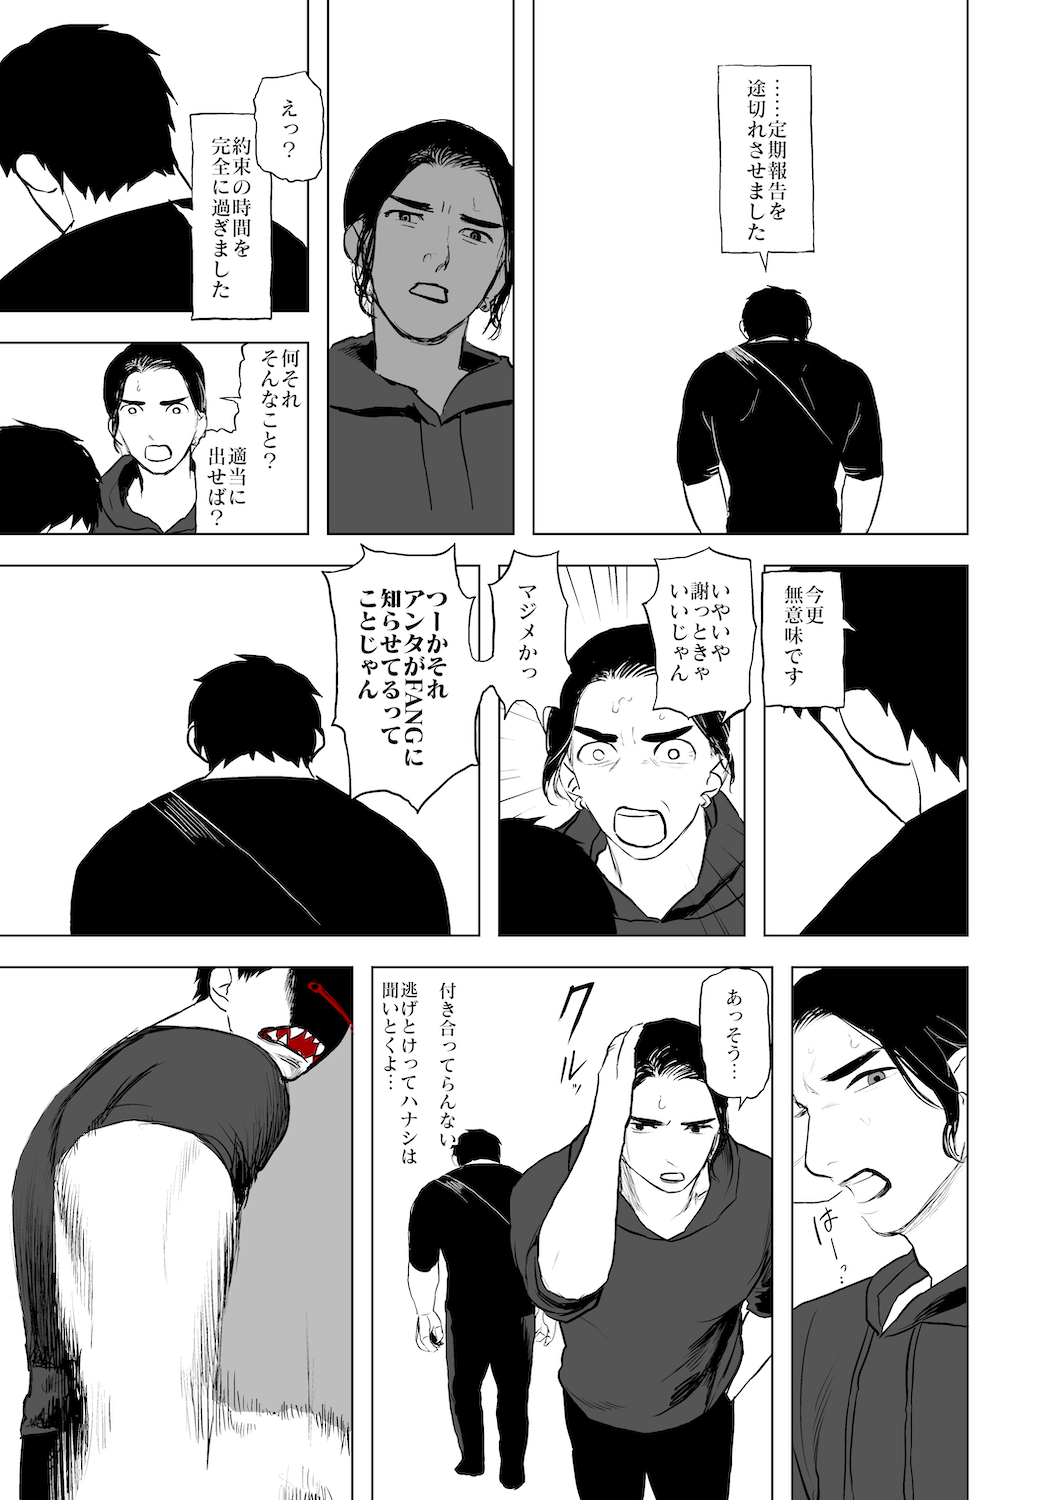 ……定期報告を
途切れさせました
えっ？
約束の時間を
完全に過ぎました
何それ
そんなこと？
適当に
出せば？
今更
無意味です
いやいや
謝っときゃ
いいじゃん
マジメかっ
つーかそれ
アンタがFANGに
知らせてるって
ことじゃん
はーっ…
あっそう…
クルッ
付き合ってらんない
逃げとけってハナシは
聞いとくよ…